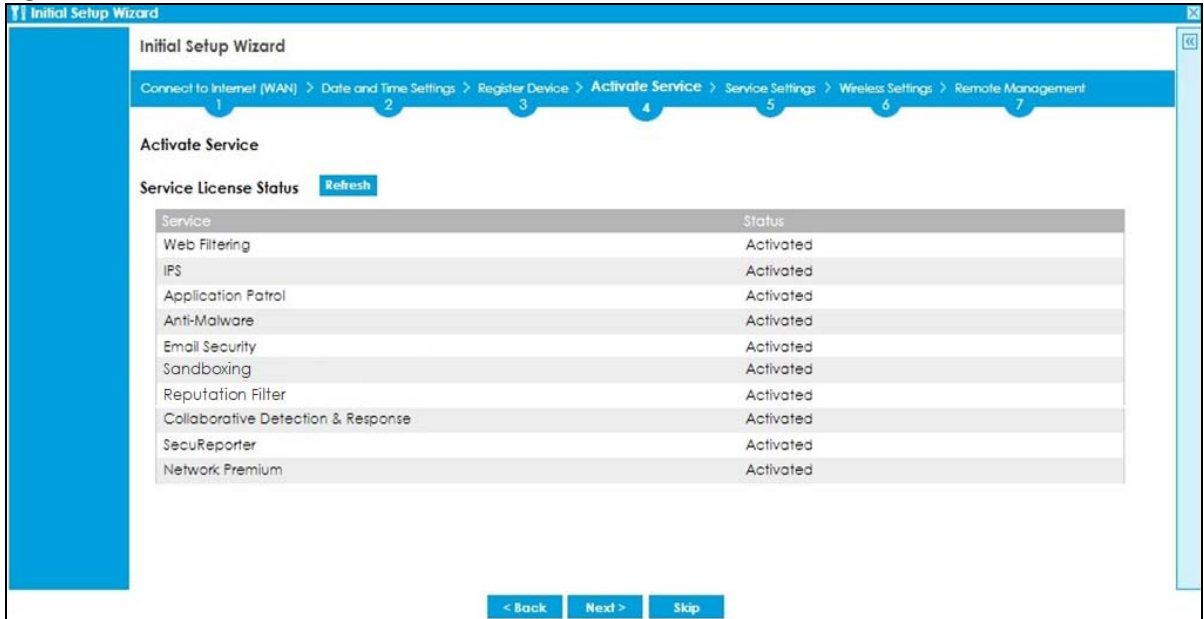 Initial Setup Wizard
Initial Setup Wizard
Connect to Internet (WAN) > Date and Time Settings > Register Device > Activate Service > Service Settings > Wireless Settings > Remote Management
1 2 3 4 5 6 7
Activate Service
Service License Status Refresh
Service Status
Web Filtering Activated
IPS Activated
Application Patrol Activated
Anti-Malware Activated
Email Security Activated
Sandboxing Activated
Reputation Filter Activated
Collaborative Detection & Response Activated
SecuReporter Activated
Network Premium Activated
< Back Next > Skip